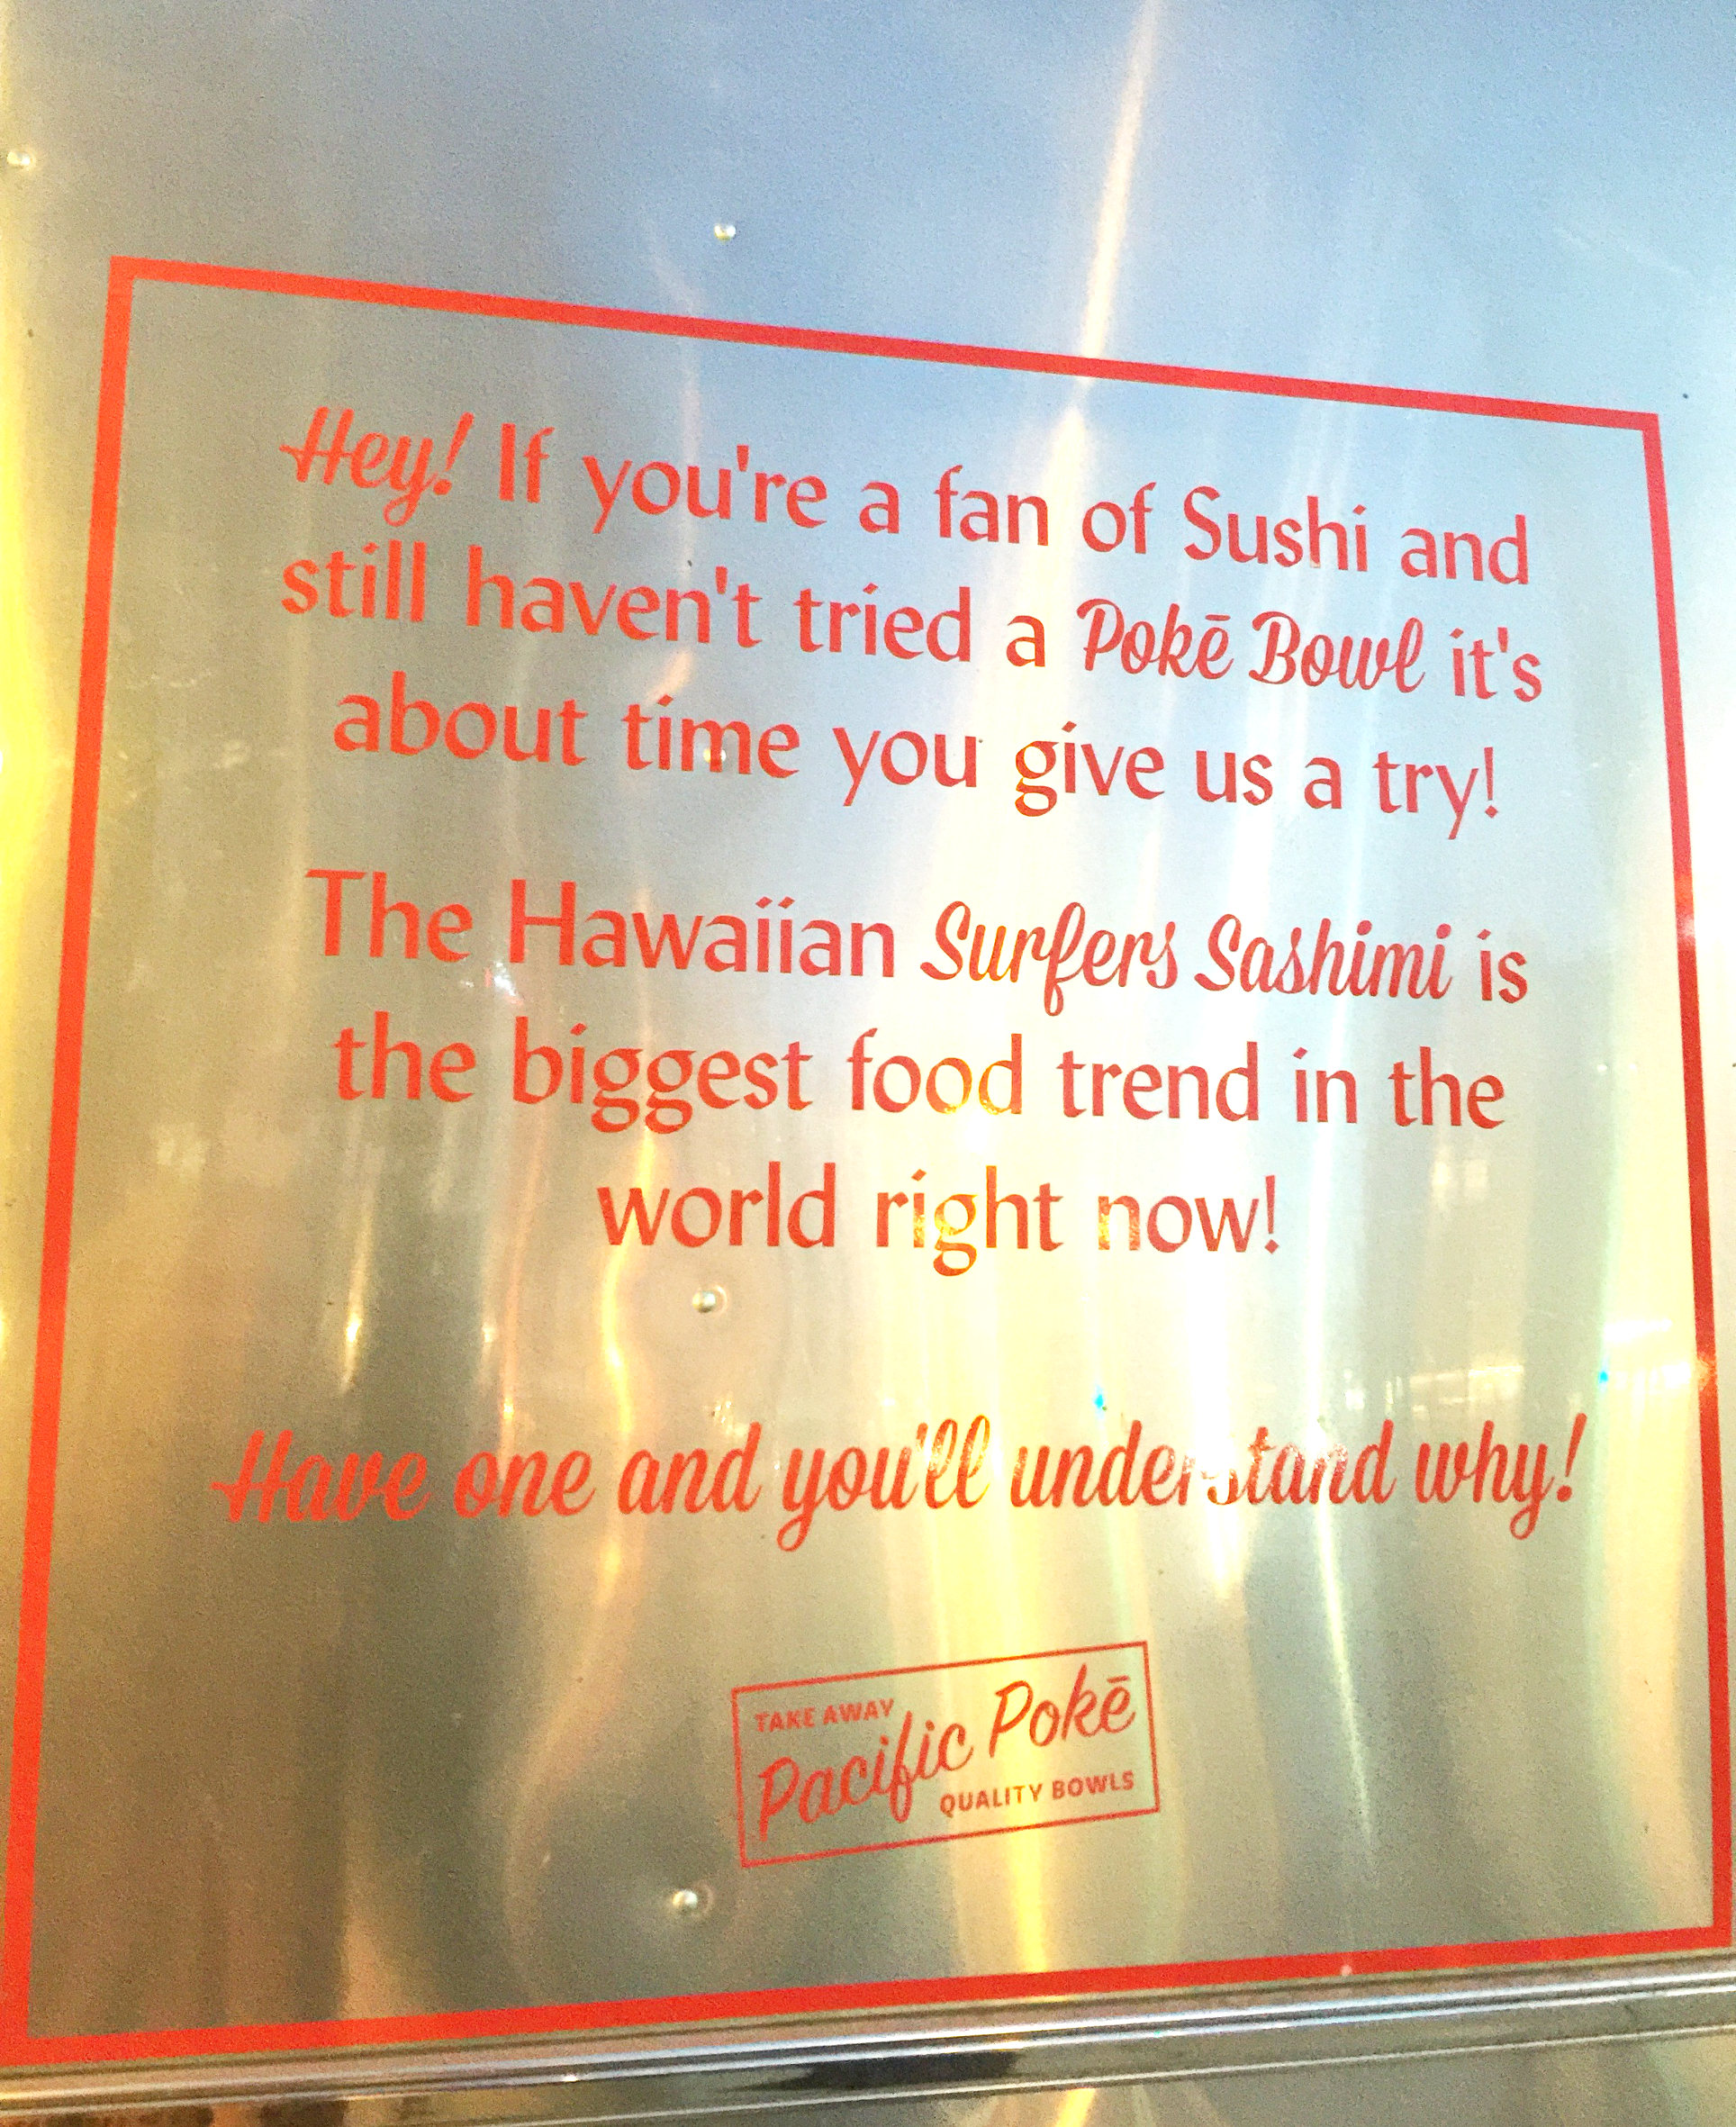 Hey! If you're a fan of Sushi and
still haven't tried a Pokē Bowl it's
about time you give us a try!
The Hawaiian Surfers Sashimi is
the biggest food trend in the
world right now!
Have one and you'll understand why!
TAKE AWAY
Pacific Pokē
QUALITY BOWLS